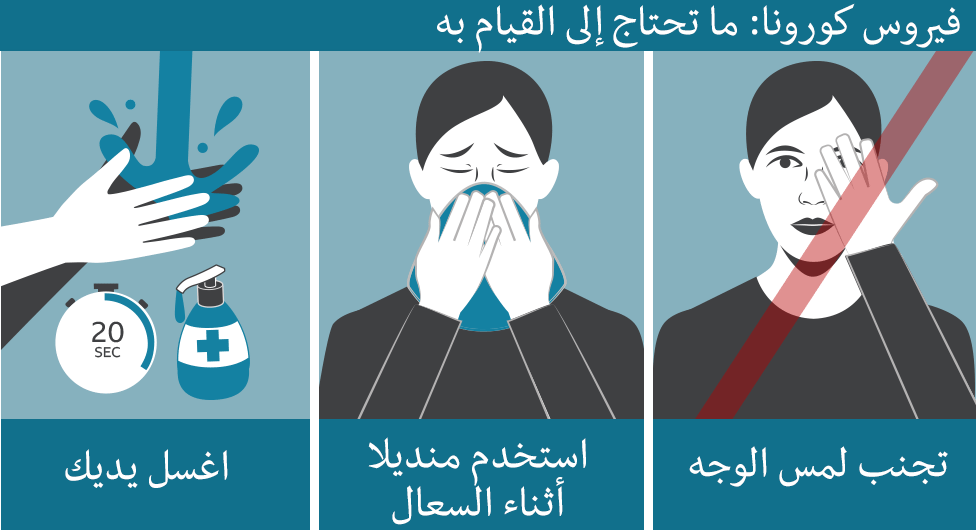 فيروس كورونا: ما تحتاج إلى القيام به
تجنب لمس الوجه
استخدم منديلا
أثناء السعال
20
SEC
اغسل يديك